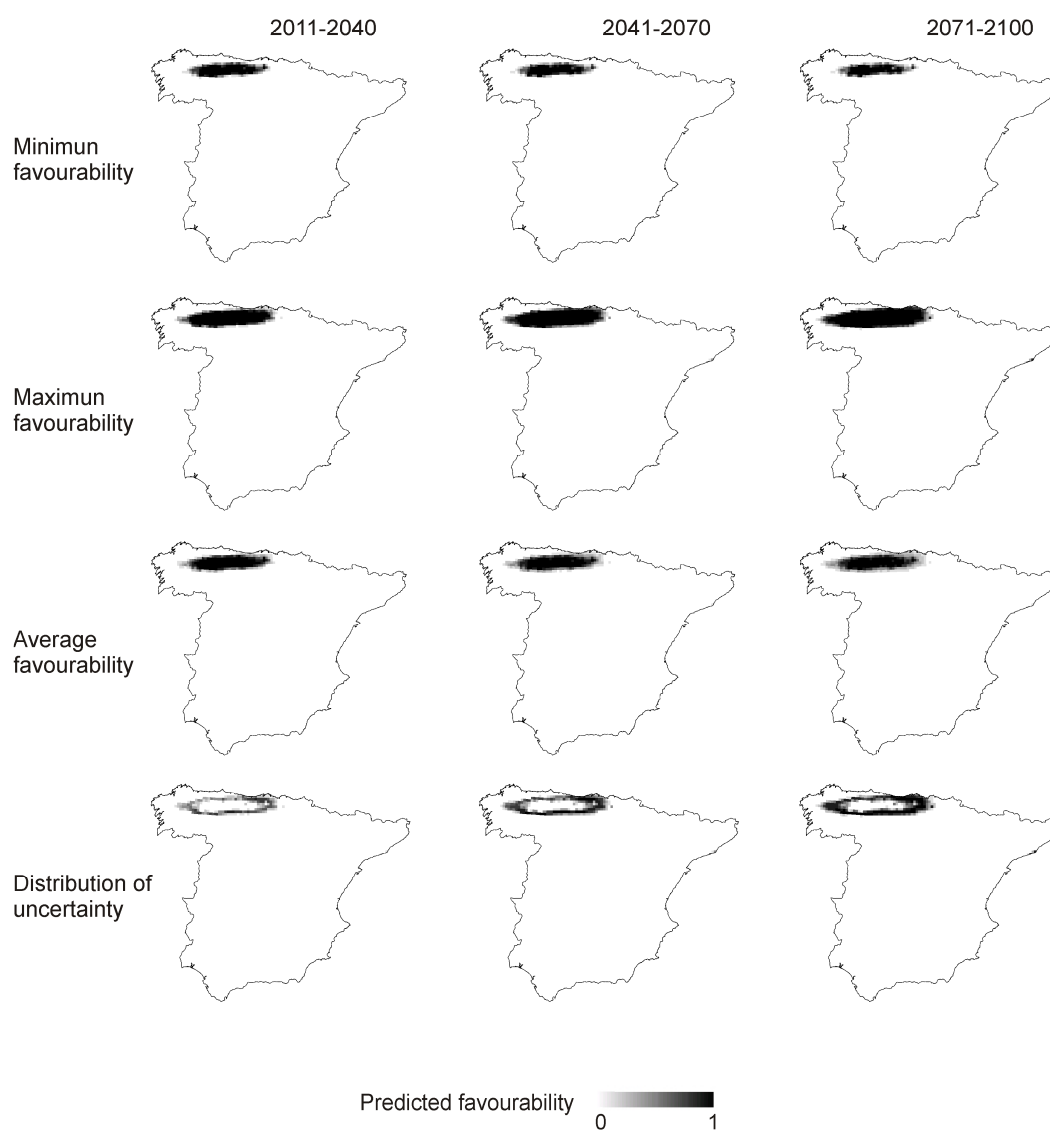 2011-2040 2041-2070 2071-2100
Minimun
favourability
Maximun
favourability
Average
favourability
Distribution of
uncertainty
Predicted favourability
0 1